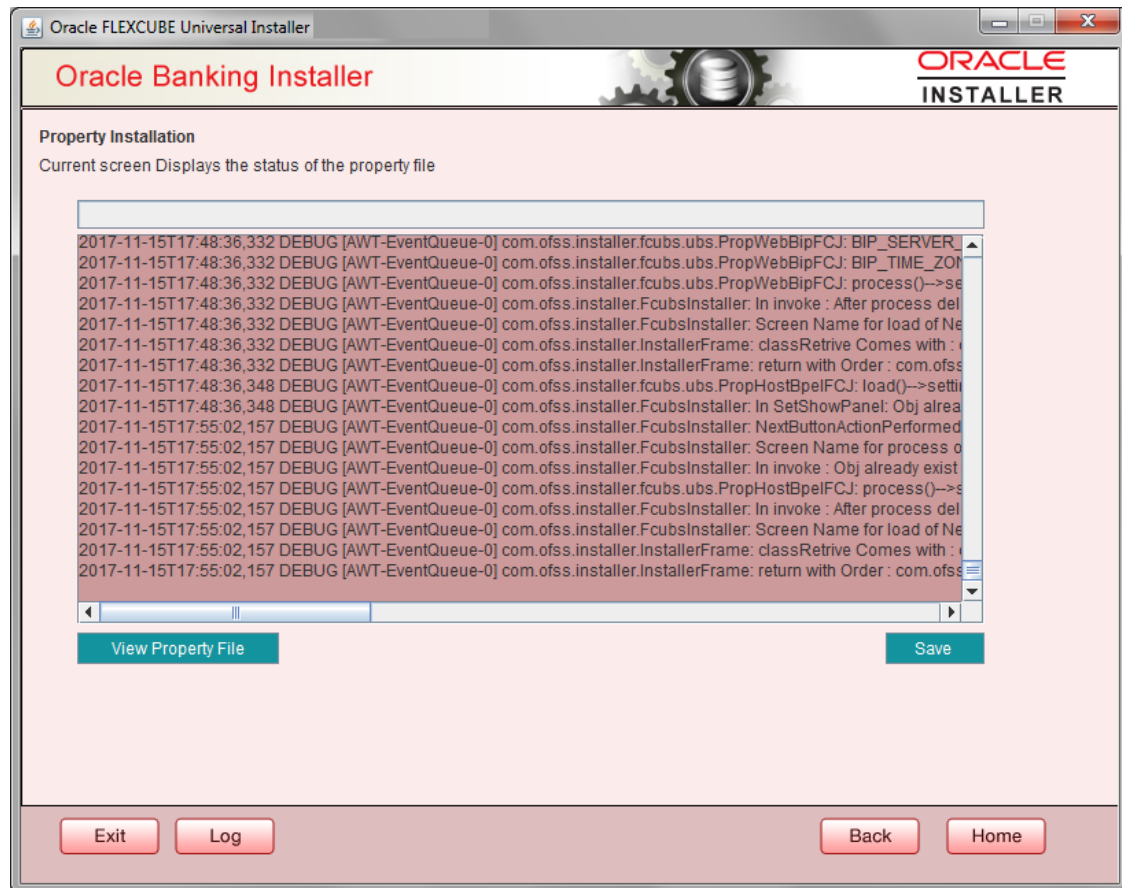 Oracle FLEXCUBE Universal Installer
Oracle Banking Installer
ORACLE
INSTALLER
Property Installation
Current screen Displays the status of the property file
2017-11-15T17:48:36,332 DEBUG [AWT-EventQueue-0] com.ofss.installer.fcubs.ubs.PropWebBipFCJ: BIP_SERVER_
2017-11-15T17:48:36,332 DEBUG [AWT-EventQueue-0] com.ofss.installer.fcubs.ubs.PropWebBipFCJ: BIP_TIME_ZON
2017-11-15T17:48:36,332 DEBUG [AWT-EventQueue-0] com.ofss.installer.fcubs.ubs.PropWebBipFCJ: process()-->se
2017-11-15T17:48:36,332 DEBUG [AWT-EventQueue-0] com.ofss.installer.FcubsInstaller: In invoke : After process del
2017-11-15T17:48:36,332 DEBUG [AWT-EventQueue-0] com.ofss.installer.FcubsInstaller: Screen Name for load of Ne
2017-11-15T17:48:36,332 DEBUG [AWT-EventQueue-0] com.ofss.installer.InstallerFrame: classRetrive Comes with :
2017-11-15T17:48:36,332 DEBUG [AWT-EventQueue-0] com.ofss.installer.InstallerFrame: return with Order : com.ofss
2017-11-15T17:48:36,348 DEBUG [AWT-EventQueue-0] com.ofss.installer.fcubs.ubs.PropHostBpelFCJ: load()-->settin
2017-11-15T17:48:36,348 DEBUG [AWT-EventQueue-0] com.ofss.installer.FcubsInstaller: In SetShowPanel: Obj alrea
2017-11-15T17:55:02,157 DEBUG [AWT-EventQueue-0] com.ofss.installer.FcubsInstaller: NextButtonActionPerformed
2017-11-15T17:55:02,157 DEBUG [AWT-EventQueue-0] com.ofss.installer.FcubsInstaller: Screen Name for process o
2017-11-15T17:55:02,157 DEBUG [AWT-EventQueue-0] com.ofss.installer.FcubsInstaller: In invoke : Obj already exist
2017-11-15T17:55:02,157 DEBUG [AWT-EventQueue-0] com.ofss.installer.fcubs.ubs.PropHostBpelFCJ: process()-->s
2017-11-15T17:55:02,157 DEBUG [AWT-EventQueue-0] com.ofss.installer.FcubsInstaller: In invoke : After process del
2017-11-15T17:55:02,157 DEBUG [AWT-EventQueue-0] com.ofss.installer.FcubsInstaller: Screen Name for load of Ne
2017-11-15T17:55:02,157 DEBUG [AWT-EventQueue-0] com.ofss.installer.InstallerFrame: classRetrive Comes with :
2017-11-15T17:55:02,157 DEBUG [AWT-EventQueue-0] com.ofss.installer.InstallerFrame: return with Order : com.ofss
View Property File
Save
Exit
Log
Back
Home